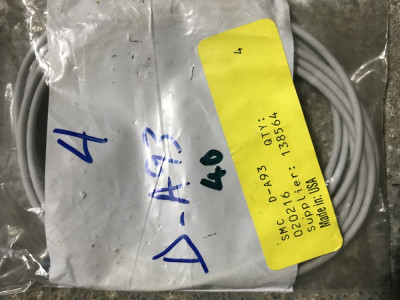 4
D-A93
40
4
SMC D-A93 QTY:
020216
supplier: 138564
Made in: USA